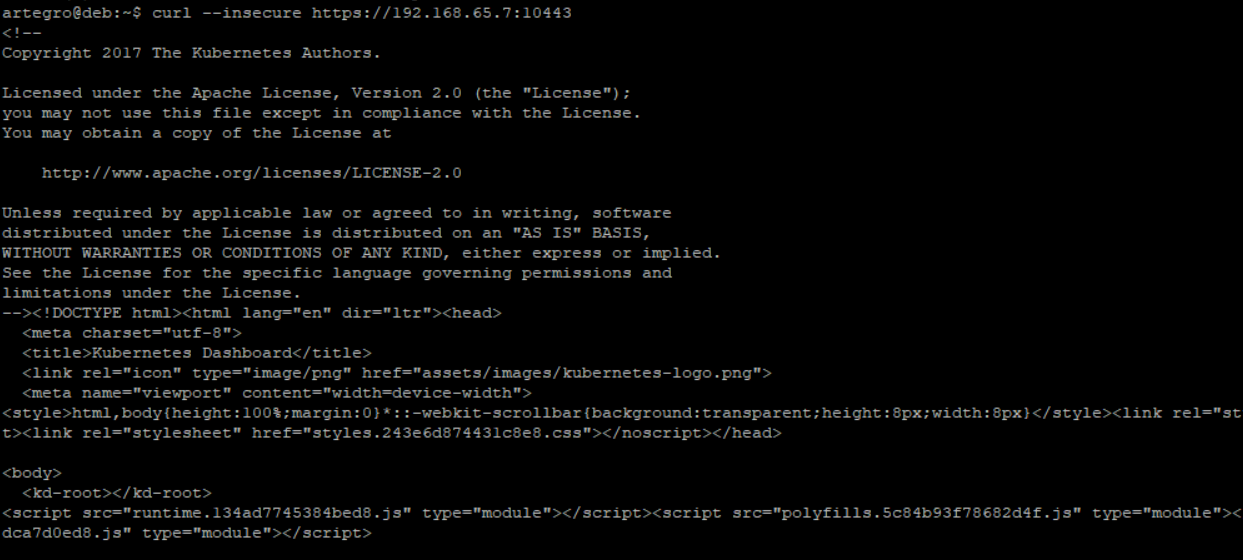 artegro@deb:~$ curl --insecure https://192.168.65.7:10443
<!--
Copyright 2017 The Kubernetes Authors.
Licensed under the Apache License, Version 2.0 (the "License");
you may not use this file except in compliance with the License.
You may obtain a copy of the License at
    http://www.apache.org/licenses/LICENSE-2.0
Unless required by applicable law or agreed to in writing, software
distributed under the License is distributed on an "AS IS" BASIS,
WITHOUT WARRANTIES OR CONDITIONS OF ANY KIND, either express or implied.
See the License for the specific language governing permissions and
limitations under the License.
--><!DOCTYPE html><html lang="en" dir="ltr"><head>
  <meta charset="utf-8">
  <title>Kubernetes Dashboard</title>
  <link rel="icon" type="image/png" href="assets/images/kubernetes-logo.png">
  <meta name="viewport" content="width=device-width">
<style>html,body{height:100%;margin:0}*::-webkit-scrollbar{background:transparent;height:8px;width:8px}</style><link rel="st
t><link rel="stylesheet" href="styles.243e6d874431c8e8.css"></noscript></head>
<body>
  <kd-root></kd-root>
<script src="runtime.134ad7745384bed8.js" type="module"></script><script src="polyfills.5c84b93f78682d4f.js" type="module"><
dca7d0ed8.js" type="module"></script>